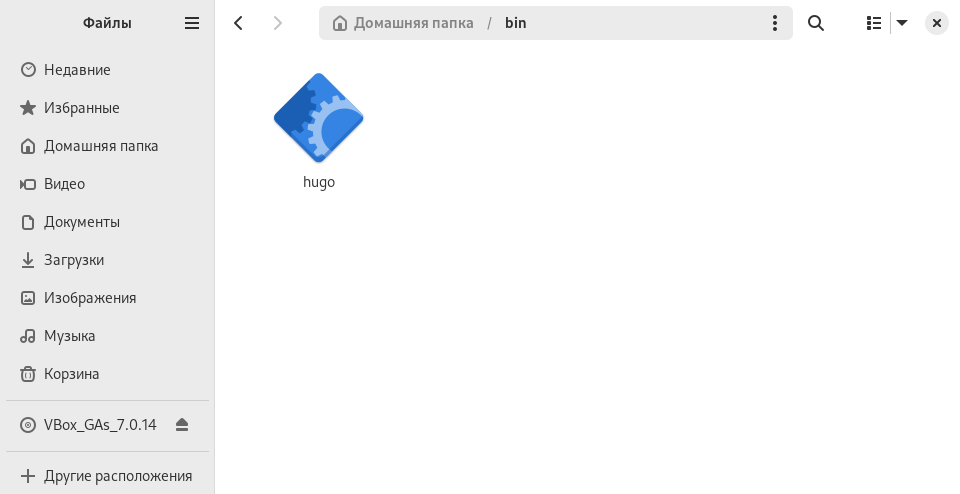 Файлы
Домашняя папка / bin
Недавние
Избранные
Домашняя папка
Видео
Документы
Загрузки
Изображения
Музыка
Корзина
VBox_GAs_7.0.14
Другие расположения
hugo